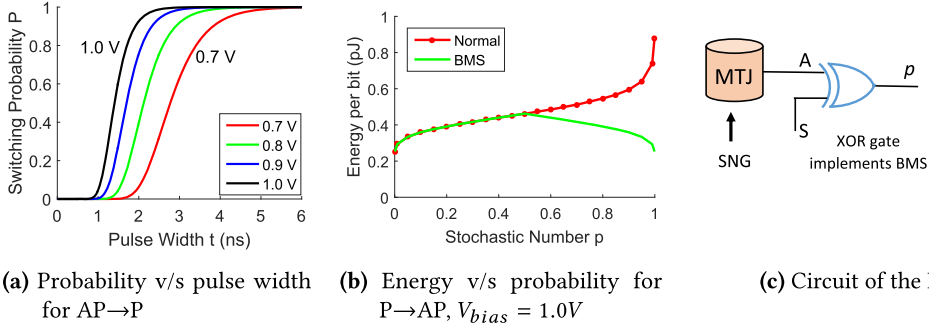 Switching Probability P
1
0.8
0.6
0.4
0.2
0
1.0 V
0.7 V
0.7 V
0.8 V
0.9 V
1.0 V
0 1 2 3 4 5 6
Pulse Width t (ns)
(a) Probability v/s pulse width
for AP→P
Energy per bit (pJ)
1
0.8
0.6
0.4
0.2
0
Normal
BMS
0 0.2 0.4 0.6 0.8 1
Stochastic Number p
(b) Energy v/s probability for
P→AP, V_bias = 1.0V
MTJ
A
S
p
SNG
XOR gate
implements BMS
(c) Circuit of the